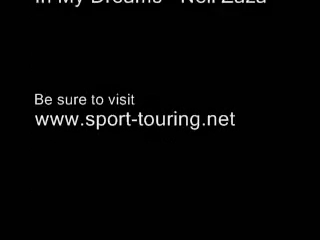 In My Dreams - Neil Zaza
Be sure to visit
www.sport-touring.net